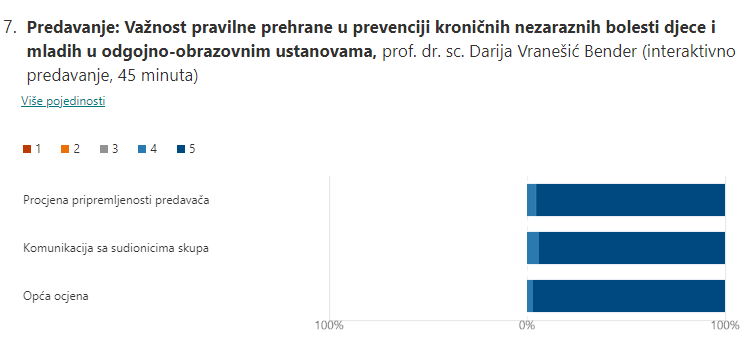 7. Predavanje: Važnost pravilne prehrane u prevenciji kroničnih nezaraznih bolesti djece i
mladih u odgojno-obrazovnim ustanovama, prof. dr. sc. Darija Vranešić Bender (interaktivno
predavanje, 45 minuta)
Više pojedinosti
1 2 3 4 5
Procjena pripremljenosti predavača
Komunikacija sa sudionicima skupa
Opća ocjena
100% 0% 100%